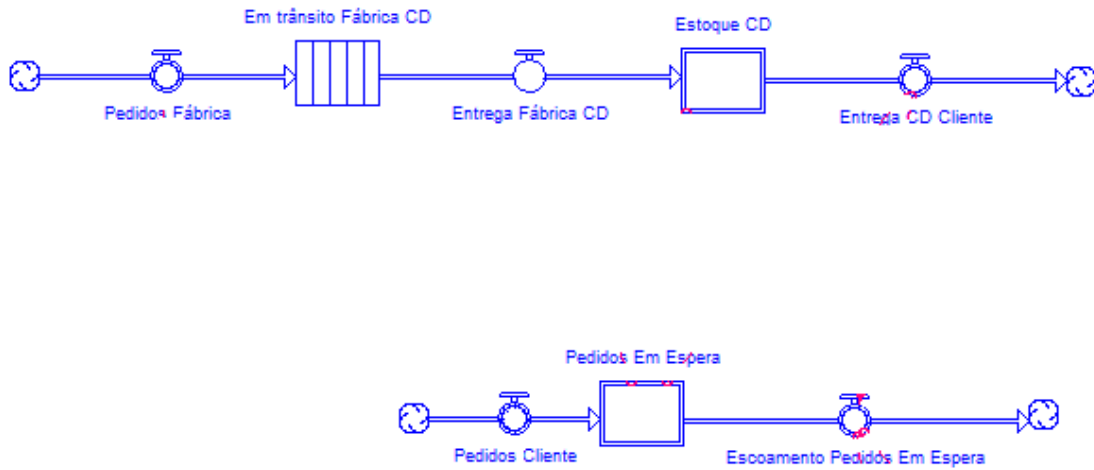 Em trânsito Fábrica CD
Estoque CD
Pedidos Fábrica
Entrega Fábrica CD
Entrega CD Cliente
Pedidos Em Espera
Pedidos Cliente
Escoamento Pedidos Em Espera